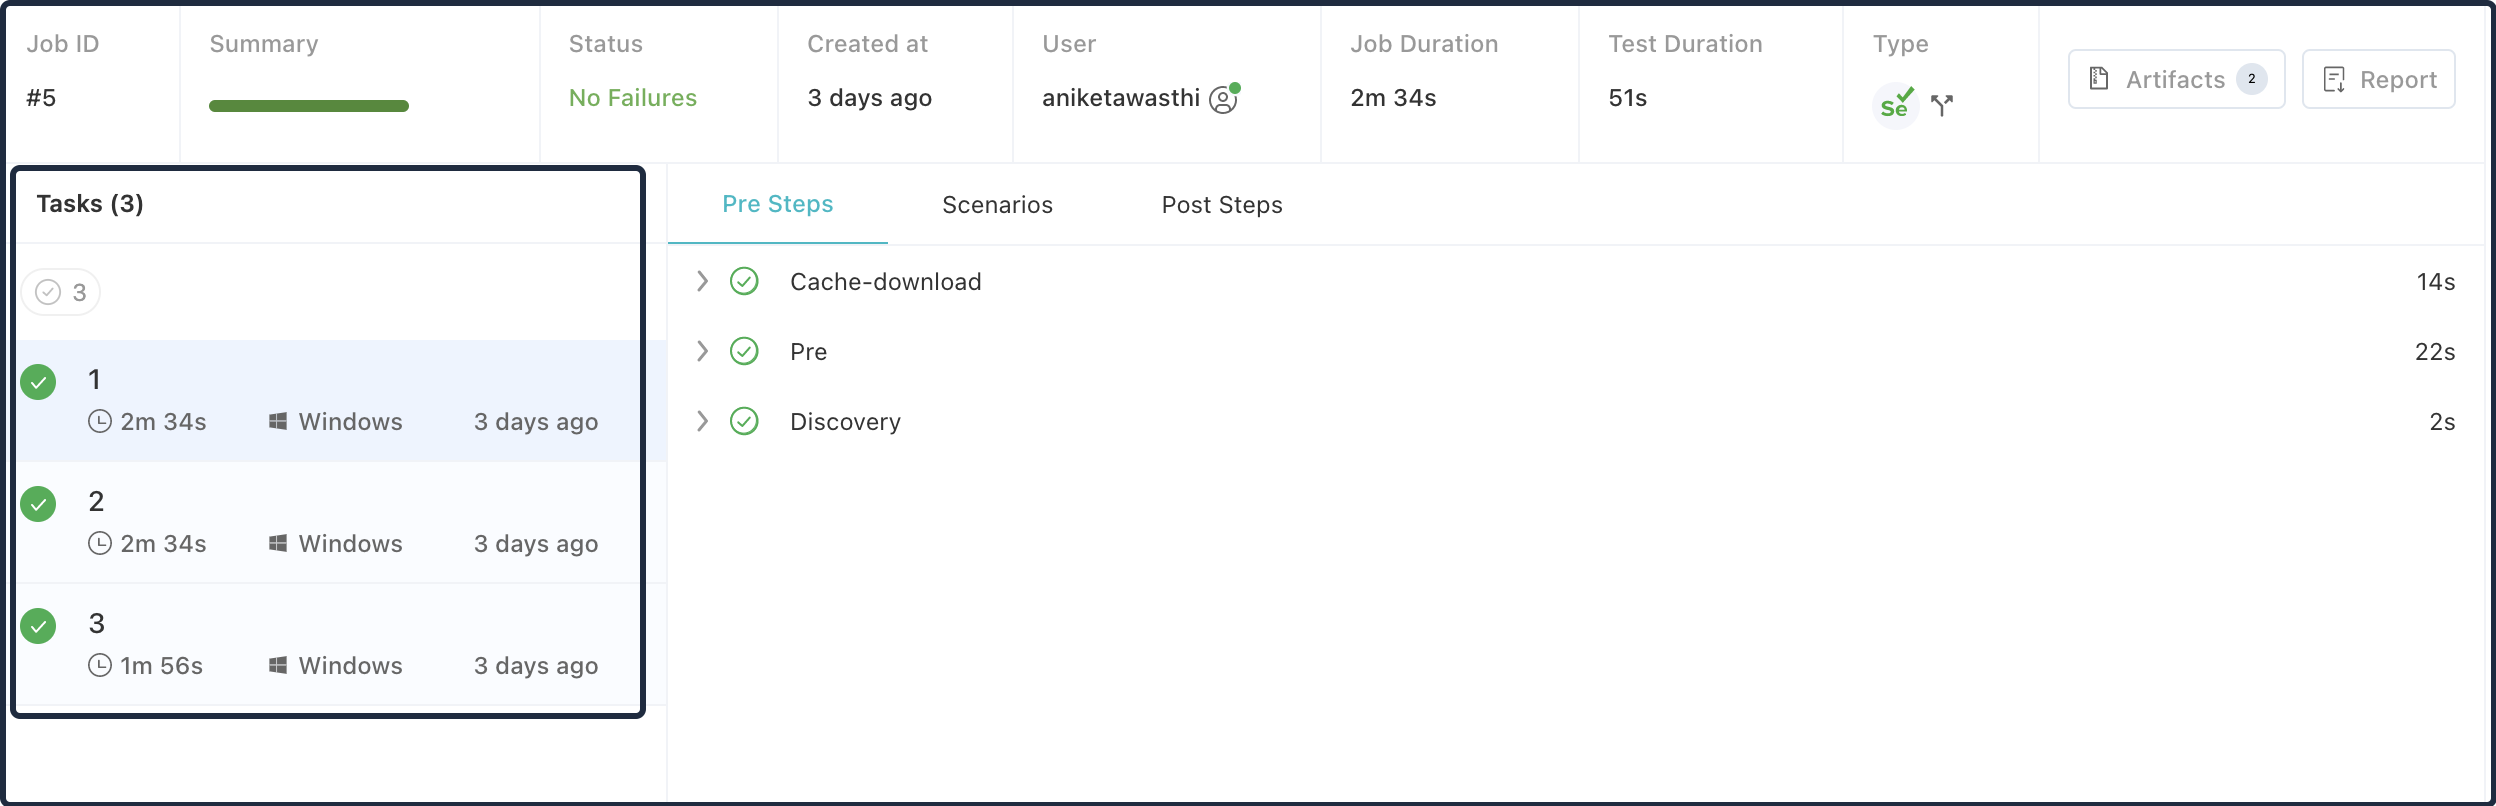 Job ID Summary Status Created at User Job Duration Test Duration Type
#5 No Failures 3 days ago aniketawasthi 2m 34s 51s Se Artifacts 2 Report
Tasks (3)
Pre Steps Scenarios Post Steps
3
Cache-download 14s
Pre 22s
Discovery 2s
1
2m 34s Windows 3 days ago
2
2m 34s Windows 3 days ago
3
1m 56s Windows 3 days ago